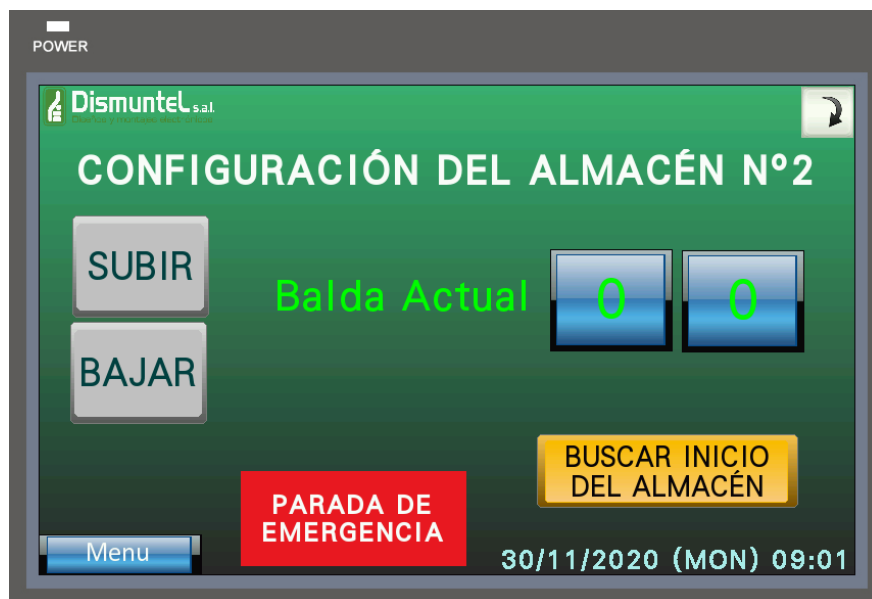 POWER
Dismuntel s.a.l.
CONFIGURACIÓN DEL ALMACÉN Nº2
SUBIR
Balda Actual 0 0
BAJAR
BUSCAR INICIO
DEL ALMACÉN
PARADA DE
EMERGENCIA
Menu
30/11/2020 (MON) 09:01